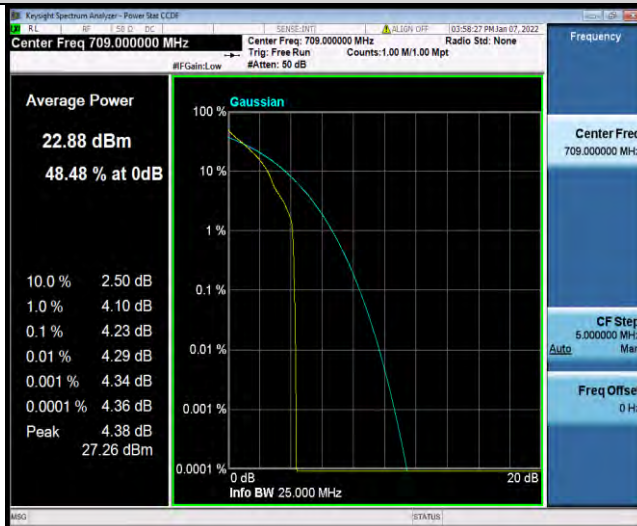 Keysight Spectrum Analyzer - Power Stat CCDF
RL RF 50 Ω DC SENSE:INT ALIGN OFF 03:58:27 PM Jan 07, 2022
Center Freq 709.000000 MHz
Center Freq: 709.000000 MHz Radio Std: None
Trig: Free Run Counts:1.00 M/1.00 Mpt
#IFGain:Low #Atten: 50 dB
Frequency
Average Power
22.88 dBm
48.48 % at 0dB
10.0 % 2.50 dB
1.0 % 4.10 dB
0.1 % 4.23 dB
0.01 % 4.29 dB
0.001 % 4.34 dB
0.0001 % 4.36 dB
Peak 4.38 dB
27.26 dBm
Gaussian
100 %
10 %
1 %
0.1 %
0.01 %
0.001 %
0.0001 %
0 dB 20 dB
Info BW 25.000 MHz
Center Freq
709.000000 MHz
CF Step
5.000000 MHz
Auto Man
Freq Offset
0 Hz
MSG STATUS